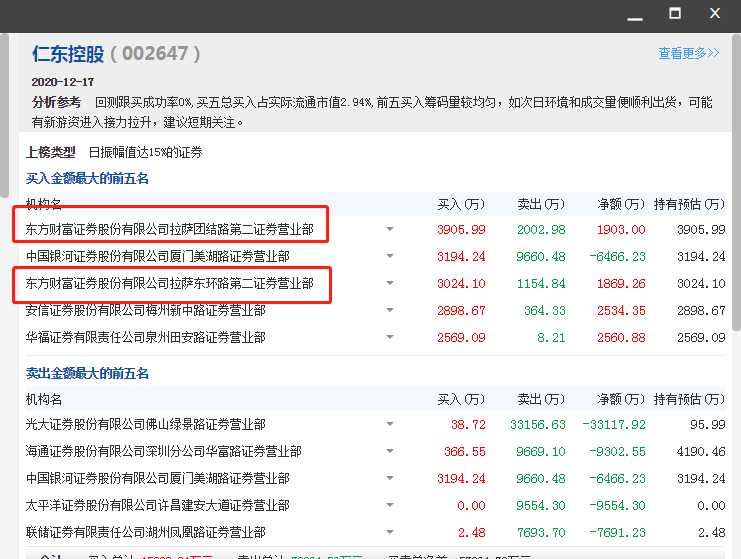 仁东控股（002647）
查看更多>>
2020-12-17
分析参考 回测跟买成功率0%,买五总买入占实际流通市值2.94%,前五买入筹码量较均匀，如次日环境和成交量便顺利出货，可能
有新游资进入接力拉升，建议短期关注。
上榜类型 日振幅值达15%的证券
买入金额最大的前五名
机构名 买入(万) 卖出(万) 净额(万) 持有预估(万)
东方财富证券股份有限公司拉萨团结路第二证券营业部 3905.99 2002.98 1903.00 3905.99
中国银河证券股份有限公司厦门美湖路证券营业部 3194.24 9660.48 -6466.23 3194.24
东方财富证券股份有限公司拉萨东环路第二证券营业部 3024.10 1154.84 1869.26 3024.10
安信证券股份有限公司梅州新中路证券营业部 2898.67 364.33 2534.35 2898.67
华福证券有限责任公司泉州田安路证券营业部 2569.09 8.21 2560.88 2569.09
卖出金额最大的前五名
机构名 买入(万) 卖出(万) 净额(万) 持有预估(万)
光大证券股份有限公司佛山绿景路证券营业部 38.72 33156.63 -33117.92 95.99
海通证券股份有限公司深圳分公司华富路证券营业部 366.55 9669.10 -9302.55 4190.46
中国银河证券股份有限公司厦门美湖路证券营业部 3194.24 9660.48 -6466.23 3194.24
太平洋证券股份有限公司许昌建安大道证券营业部 0.00 9554.30 -9554.30 0.00
联储证券有限责任公司湖州凤凰路证券营业部 2.48 7693.70 -7691.23 2.48